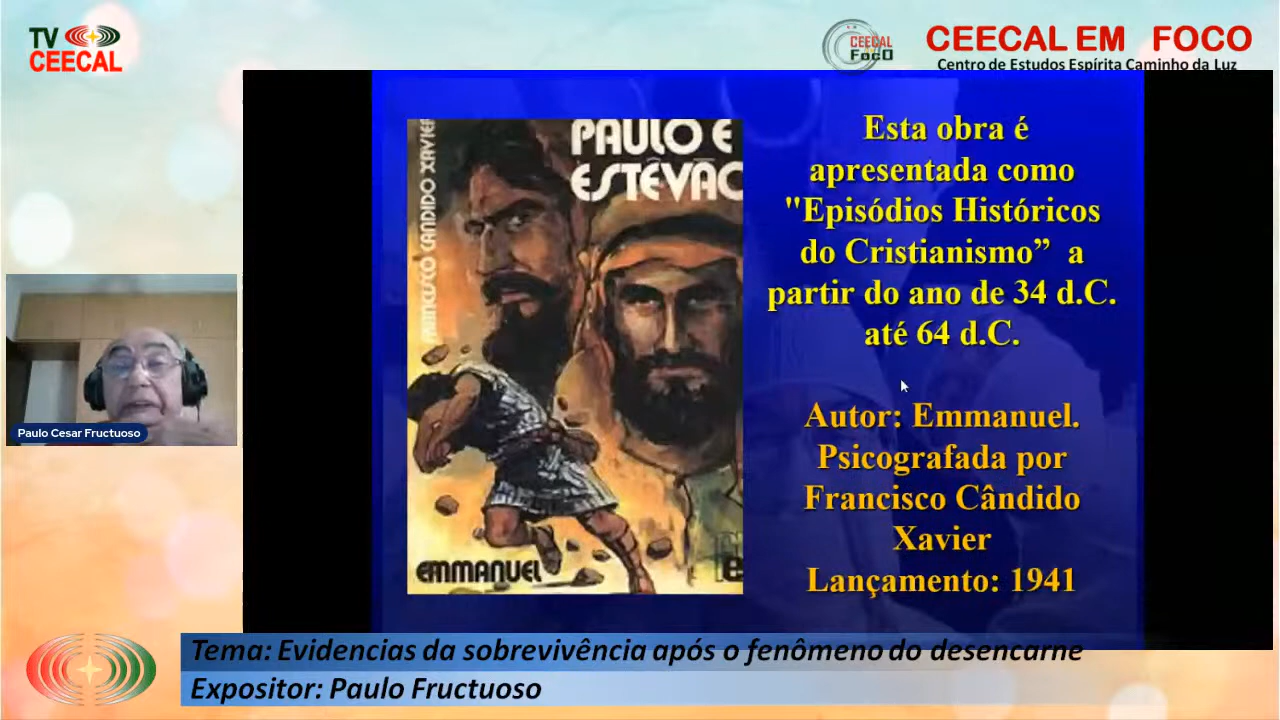 TV
CEECAL
CEECAL
FocO
CEECAL EM FOCO
Centro de Estudos Espírita Caminho da Luz
PAULO E
ESTÊVÃO
FRANCISCO CANDIDO XAVIER
EMMANUEL
Esta obra é
apresentada como
"Episódios Históricos
do Cristianismo” a
partir do ano de 34 d.C.
até 64 d.C.
Autor: Emmanuel.
Psicografada por
Francisco Cândido
Xavier
Lançamento: 1941
Paulo Cesar Fructuoso
Tema: Evidencias da sobrevivência após o fenômeno do desencarne
Expositor: Paulo Fructuoso